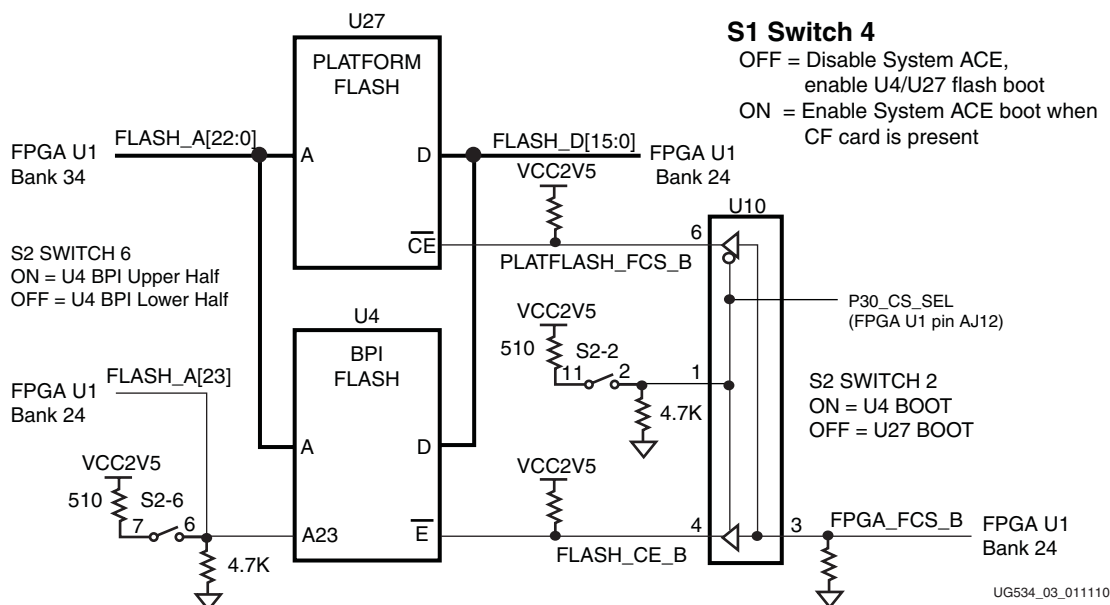 U27
PLATFORM
FLASH
S1 Switch 4
OFF = Disable System ACE,
enable U4/U27 flash boot
ON = Enable System ACE boot when
CF card is present
FLASH_A[22:0]
FPGA U1
Bank 34
A
D
FLASH_D[15:0]
FPGA U1
Bank 24
VCC2V5
U10
CE
6
PLATFLASH_FCS_B
S2 SWITCH 6
ON = U4 BPI Upper Half
OFF = U4 BPI Lower Half
P30_CS_SEL
(FPGA U1 pin AJ12)
U4
BPI
FLASH
VCC2V5
510
S2-2
11
2
1
4.7K
S2 SWITCH 2
ON = U4 BOOT
OFF = U27 BOOT
FPGA U1
Bank 24
FLASH_A[23]
A
D
VCC2V5
510
S2-6
7
6
A23
4.7K
E
VCC2V5
FLASH_CE_B
4
3
FPGA_FCS_B
FPGA U1
Bank 24
UG534_03_011110